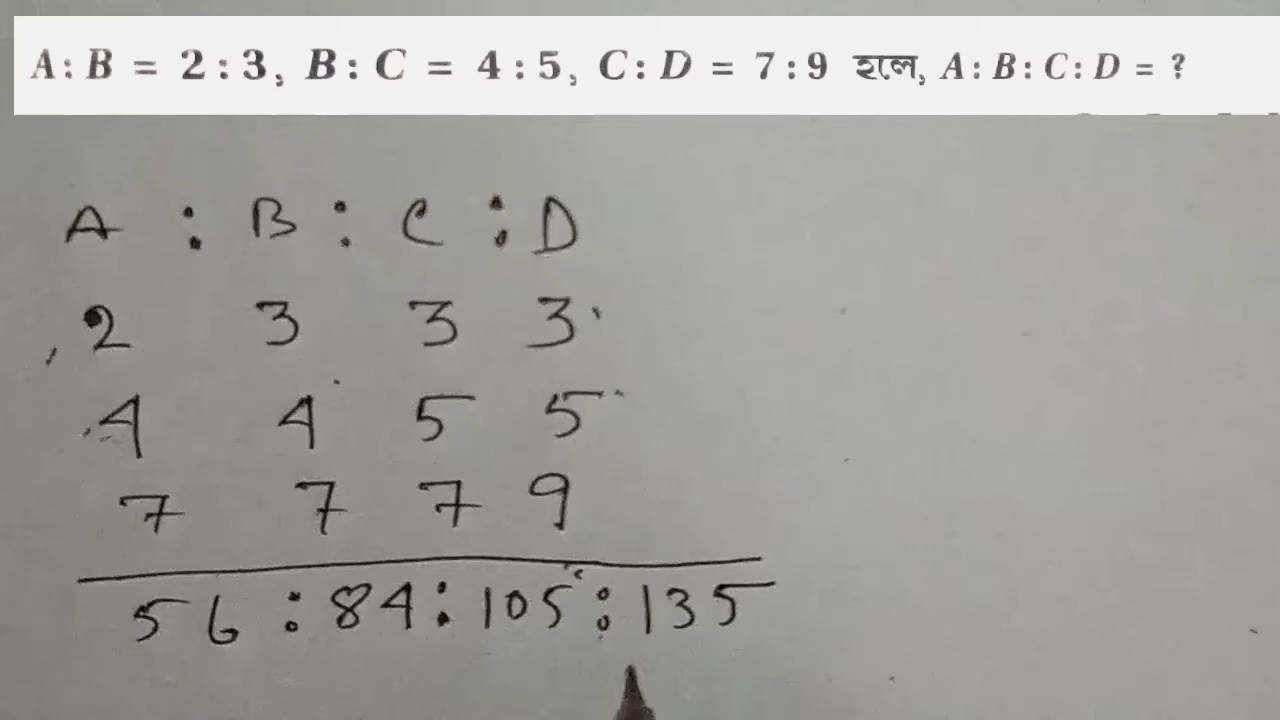 A : B = 2 : 3, B : C = 4 : 5, C : D = 7 : 9 হলে, A : B : C : D = ?
A : B : C : D
2 3 3 3
4 4 5 5
7 7 7 9
56 : 84 : 105 : 135